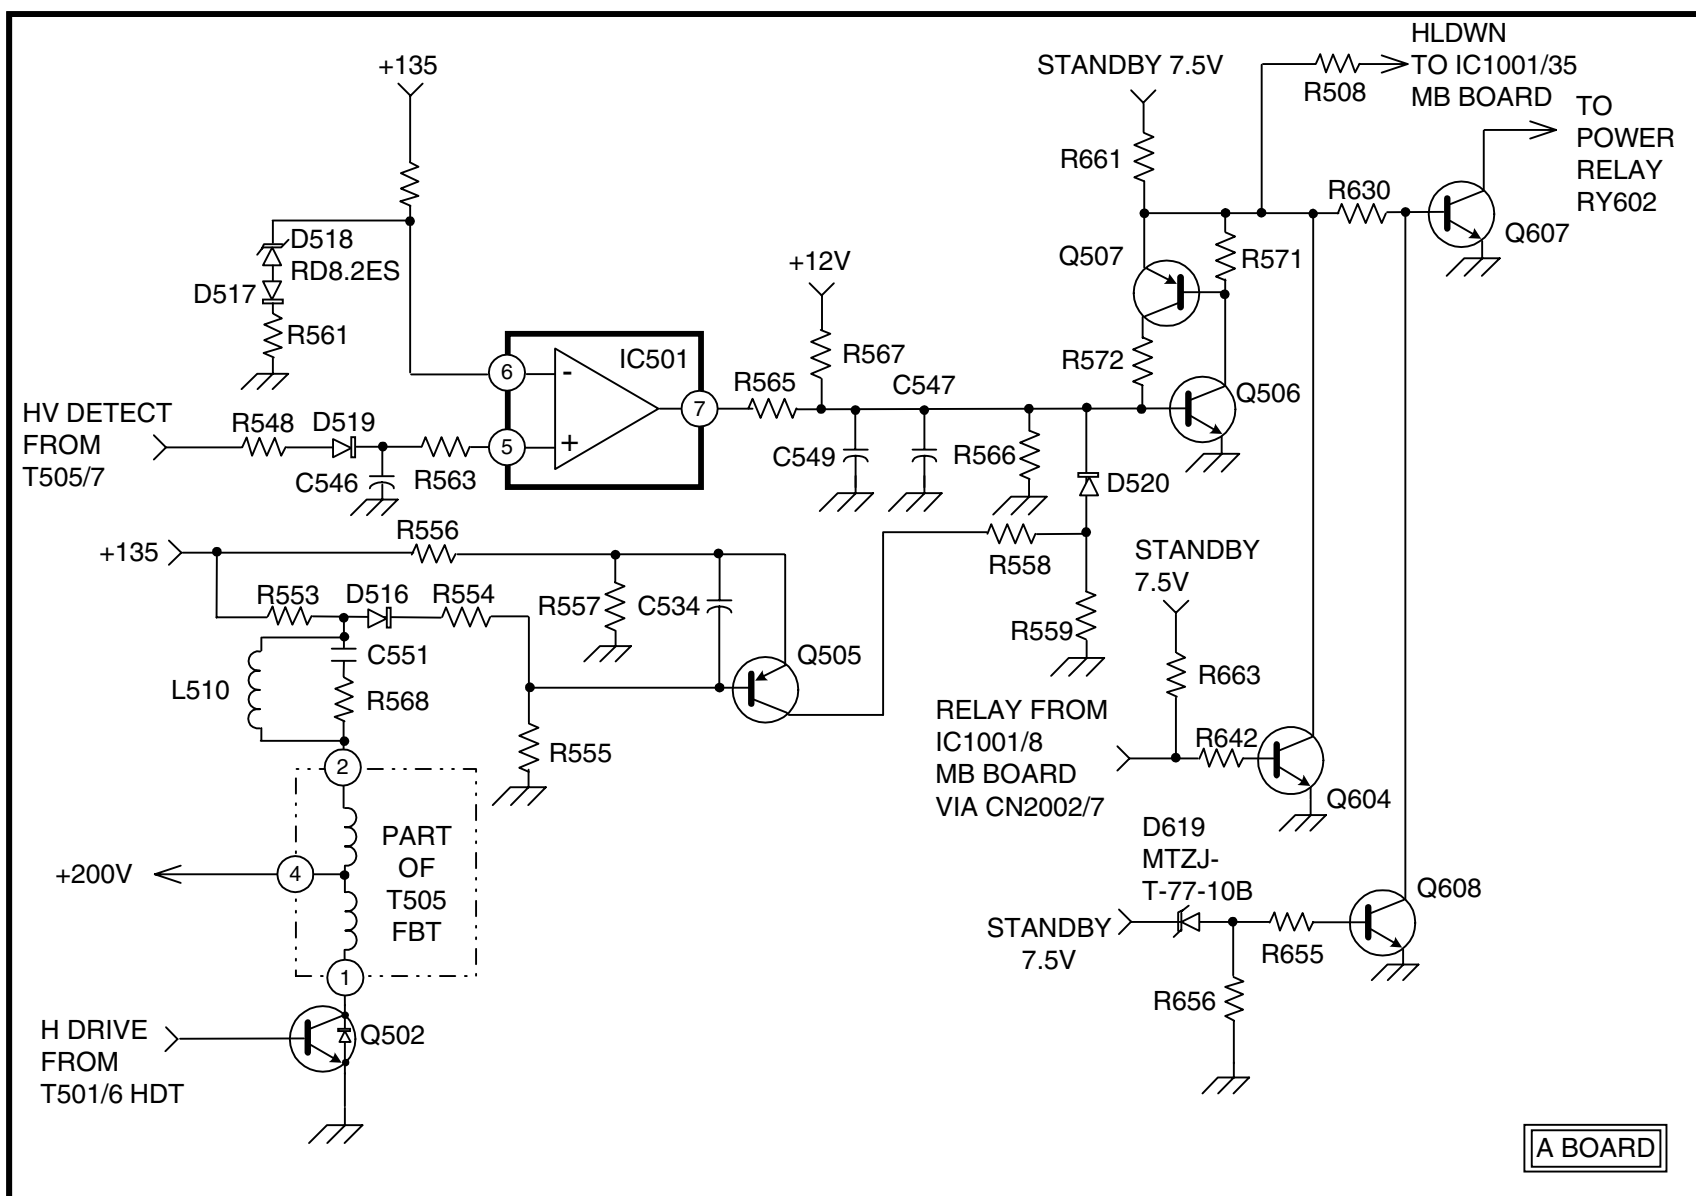 HLDWN
TO IC1001/35
MB BOARD
R508
STANDBY 7.5V
+135
TO
POWER
RELAY
RY602
R661
R630
Q607
D518
RD8.2ES
D517
R561
Q507
R571
+12V
R567
R572
IC501
6
-
R565
C547
Q506
HV DETECT
FROM
T505/7
R548
D519
7
5
+
C546
R563
C549
R566
D520
+135
R556
R558
STANDBY
7.5V
R553
D516
R554
R557
C534
R559
C551
Q505
L510
R568
R663
R555
RELAY FROM
IC1001/8
MB BOARD
VIA CN2002/7
R642
Q604
2
PART
OF
T505
FBT
+200V
4
D619
MTZJ-
T-77-10B
Q608
STANDBY
7.5V
R655
1
R656
H DRIVE
FROM
T501/6 HDT
Q502
A BOARD